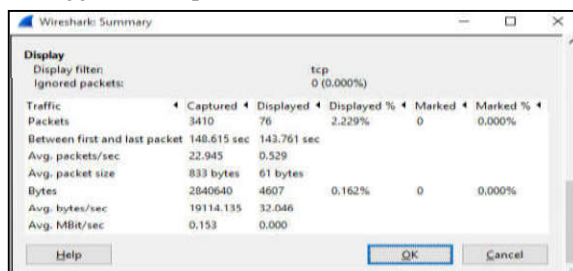 Wireshark: Summary
Display
Display filter: tcp
Ignored packets: 0 (0.000%)
Traffic Captured Displayed Displayed % Marked Marked %
Packets 3410 76 2.229% 0 0.000%
Between first and last packet 148.615 sec 143.761 sec
Avg. packets/sec 22.945 0.529
Avg. packet size 833 bytes 61 bytes
Bytes 2840640 4607 0.162% 0 0.000%
Avg. bytes/sec 19114.135 32.046
Avg. MBit/sec 0.153 0.000
Help OK Cancel